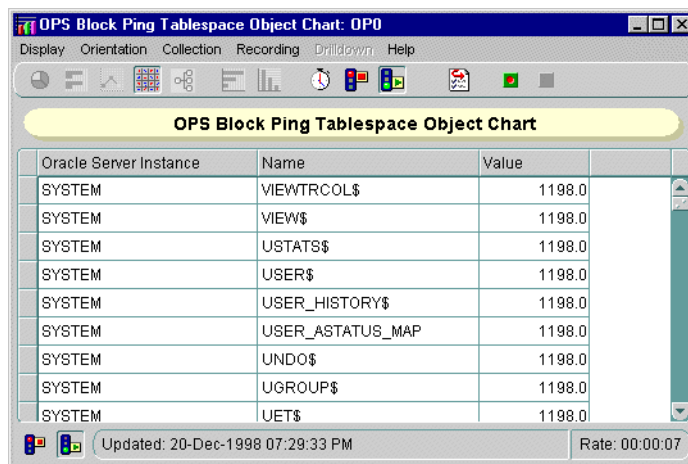 OPS Block Ping Tablespace Object Chart: OP0
Display Orientation Collection Recording Drilldown Help
OPS Block Ping Tablespace Object Chart
Oracle Server Instance Name Value
SYSTEM VIEWTRCOL$ 1198.0
SYSTEM VIEW$ 1198.0
SYSTEM USTATS$ 1198.0
SYSTEM USER$ 1198.0
SYSTEM USER_HISTORY$ 1198.0
SYSTEM USER_ASTATUS_MAP 1198.0
SYSTEM UNDO$ 1198.0
SYSTEM UGROUP$ 1198.0
SYSTEM UET$ 1198.0
Updated: 20-Dec-1998 07:29:33 PM Rate: 00:00:07